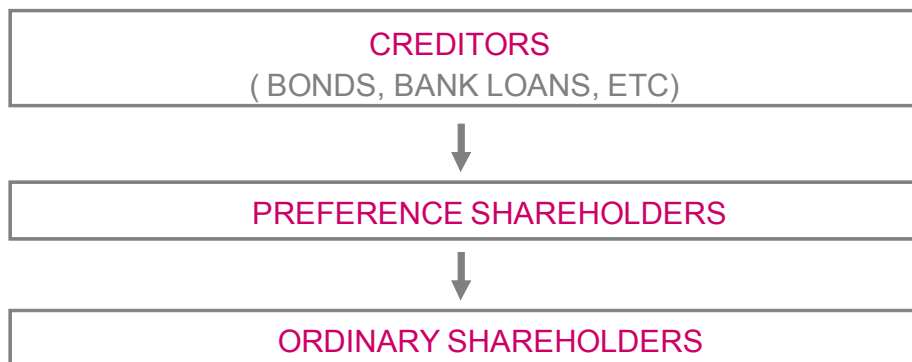 CREDITORS
( BONDS, BANK LOANS, ETC)
PREFERENCE SHAREHOLDERS
ORDINARY SHAREHOLDERS